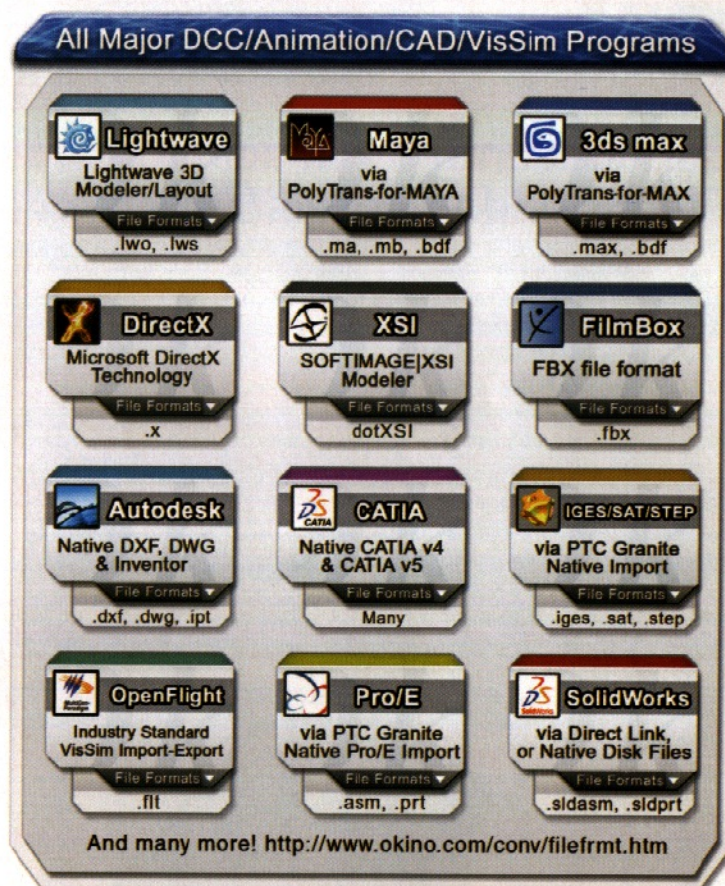 All Major DCC/Animation/CAD/VisSim Programs
Lightwave
Lightwave 3D
Modeler/Layout
File Formats
.lwo, .lws
Maya
via
PolyTrans-for-MAYA
File Formats
.ma, .mb, .bdf
3ds max
via
PolyTrans-for-MAX
File Formats
.max, .bdf
DirectX
Microsoft DirectX
Technology
File Formats
.x
XSI
SOFTIMAGE|XSI
Modeler
File Formats
dotXSI
FilmBox
FBX file format
File Formats
.fbx
Autodesk
Native DXF, DWG
& Inventor
File Formats
.dxf, .dwg, .ipt
CATIA
CATIA
Native CATIA v4
& CATIA v5
File Formats
Many
IGES/SAT/STEP
via PTC Granite
Native Import
File Formats
.iges, .sat, .step
OpenFlight
Industry Standard
VisSim Import-Export
File Formats
.flt
Pro/E
via PTC Granite
Native Pro/E Import
File Formats
.asm, .prt
SolidWorks
SolidWorks
via Direct Link,
or Native Disk Files
File Formats
.sldasm, .sldprt
And many more! http://www.okino.com/conv/filefrmt.htm